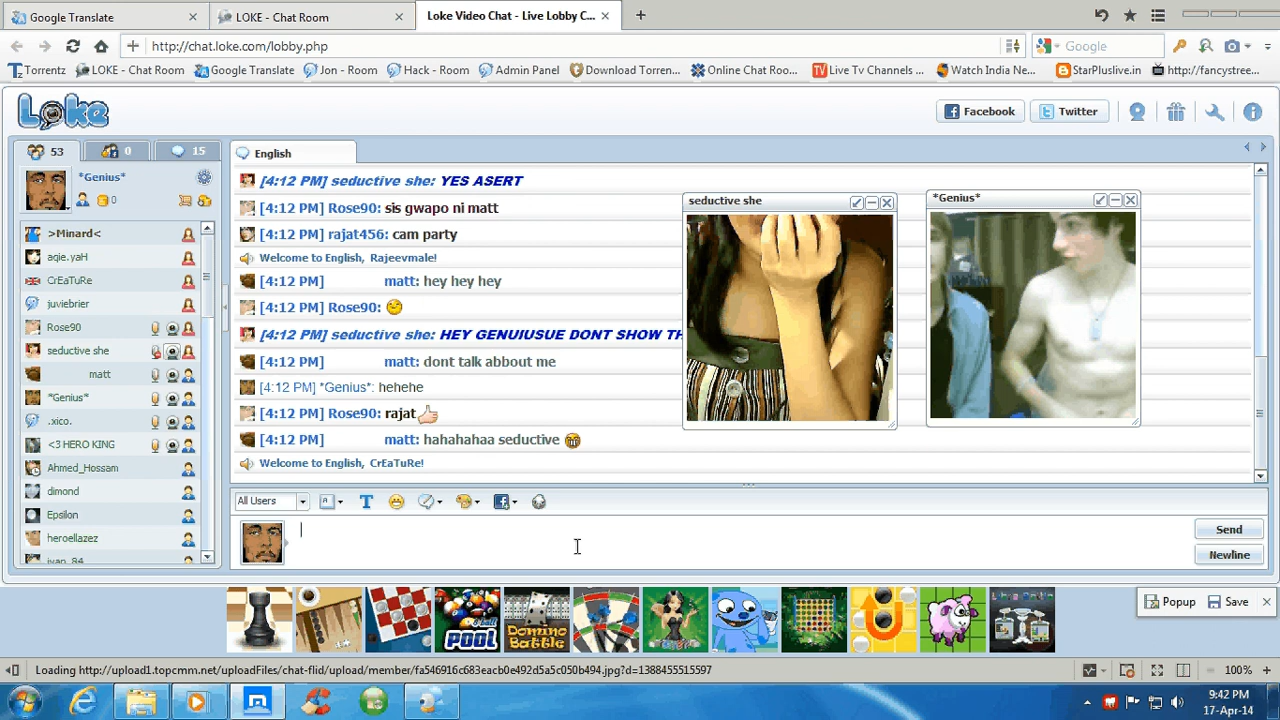 Google Translate
LOKE - Chat Room
Loke Video Chat - Live Lobby C...
http://chat.loke.com/lobby.php
Google
Torrentz
LOKE - Chat Room
Google Translate
Jon - Room
Hack - Room
Admin Panel
Download Torren...
Online Chat Roo...
Live Tv Channels ...
Watch India Ne...
StarPluslive.in
http://fancystree...
Loke
Facebook
Twitter
53
0
15
English
*Genius*
0
>Minard<
aqie.yaH
CrEaTuRe
juviebrier
Rose90
seductive she
matt
*Genius*
.xico.
<3 HERO KING
Ahmed_Hossam
dimond
Epsilon
heroellazez
ivan_84
[4:12 PM] seductive she: YES ASERT
[4:12 PM] Rose90: sis gwapo ni matt
[4:12 PM] rajat456: cam party
Welcome to English, Rajeevmale!
[4:12 PM] matt: hey hey hey
[4:12 PM] Rose90:
[4:12 PM] seductive she: HEY GENUIUSUE DONT SHOW TH
[4:12 PM] matt: dont talk abbout me
[4:12 PM] *Genius*: hehehe
[4:12 PM] Rose90: rajat
[4:12 PM] matt: hahahahaa seductive
Welcome to English, CrEaTuRe!
seductive she
*Genius*
All Users
Send
Newline
8 BALL POOL
Domino Battle
Popup
Save
Loading http://upload1.topcmm.net/uploadFiles/chat-flid/upload/member/fa546916c683eacb0e492d5a5c050b494.jpg?d=1388455515597
100%
9:42 PM
17-Apr-14